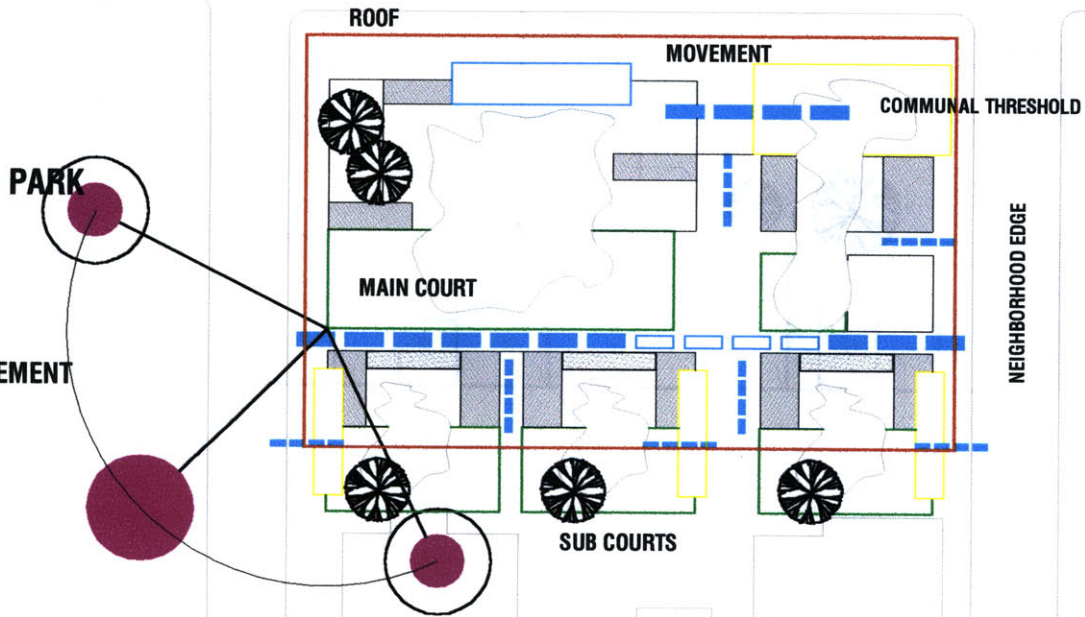 ROOF
MOVEMENT
COMMUNAL THRESHOLD
PARK
NEIGHBORHOOD EDGE
MAIN COURT
EMENT
SUB COURTS